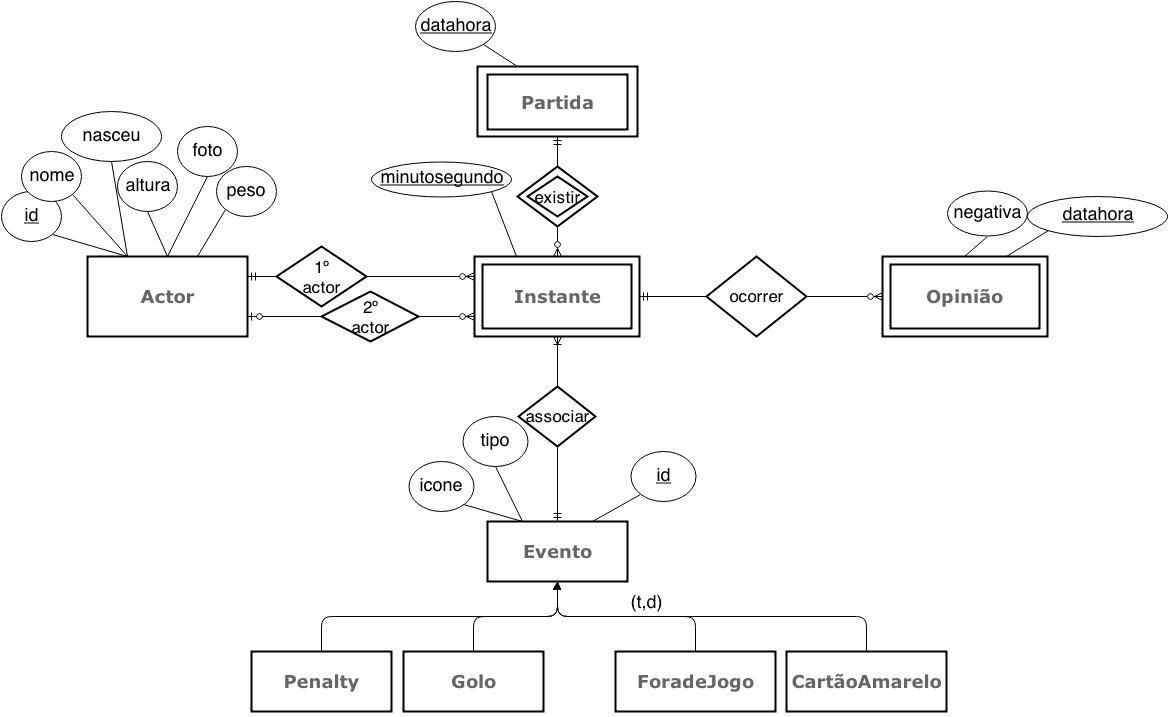 datahora
Partida
nasceu
foto
nome
altura
peso
id
minutosegundo
existir
negativa
datahora
Actor
1º
actor
2º
actor
Instante
ocorrer
Opinião
associar
tipo
icone
id
Evento
(t,d)
Penalty
Golo
ForadeJogo
CartãoAmarelo